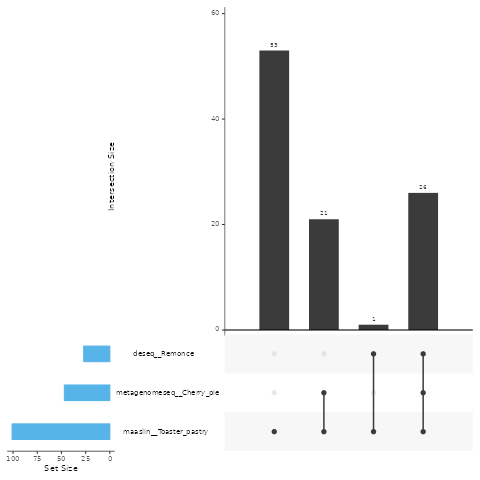 60
53
40
Intersection Size
26
21
20
1
0
deseq__Remonce
metagenomeseq__Cherry_pie
maaslin__Toaster_pastry
100 75 50 25 0
Set Size